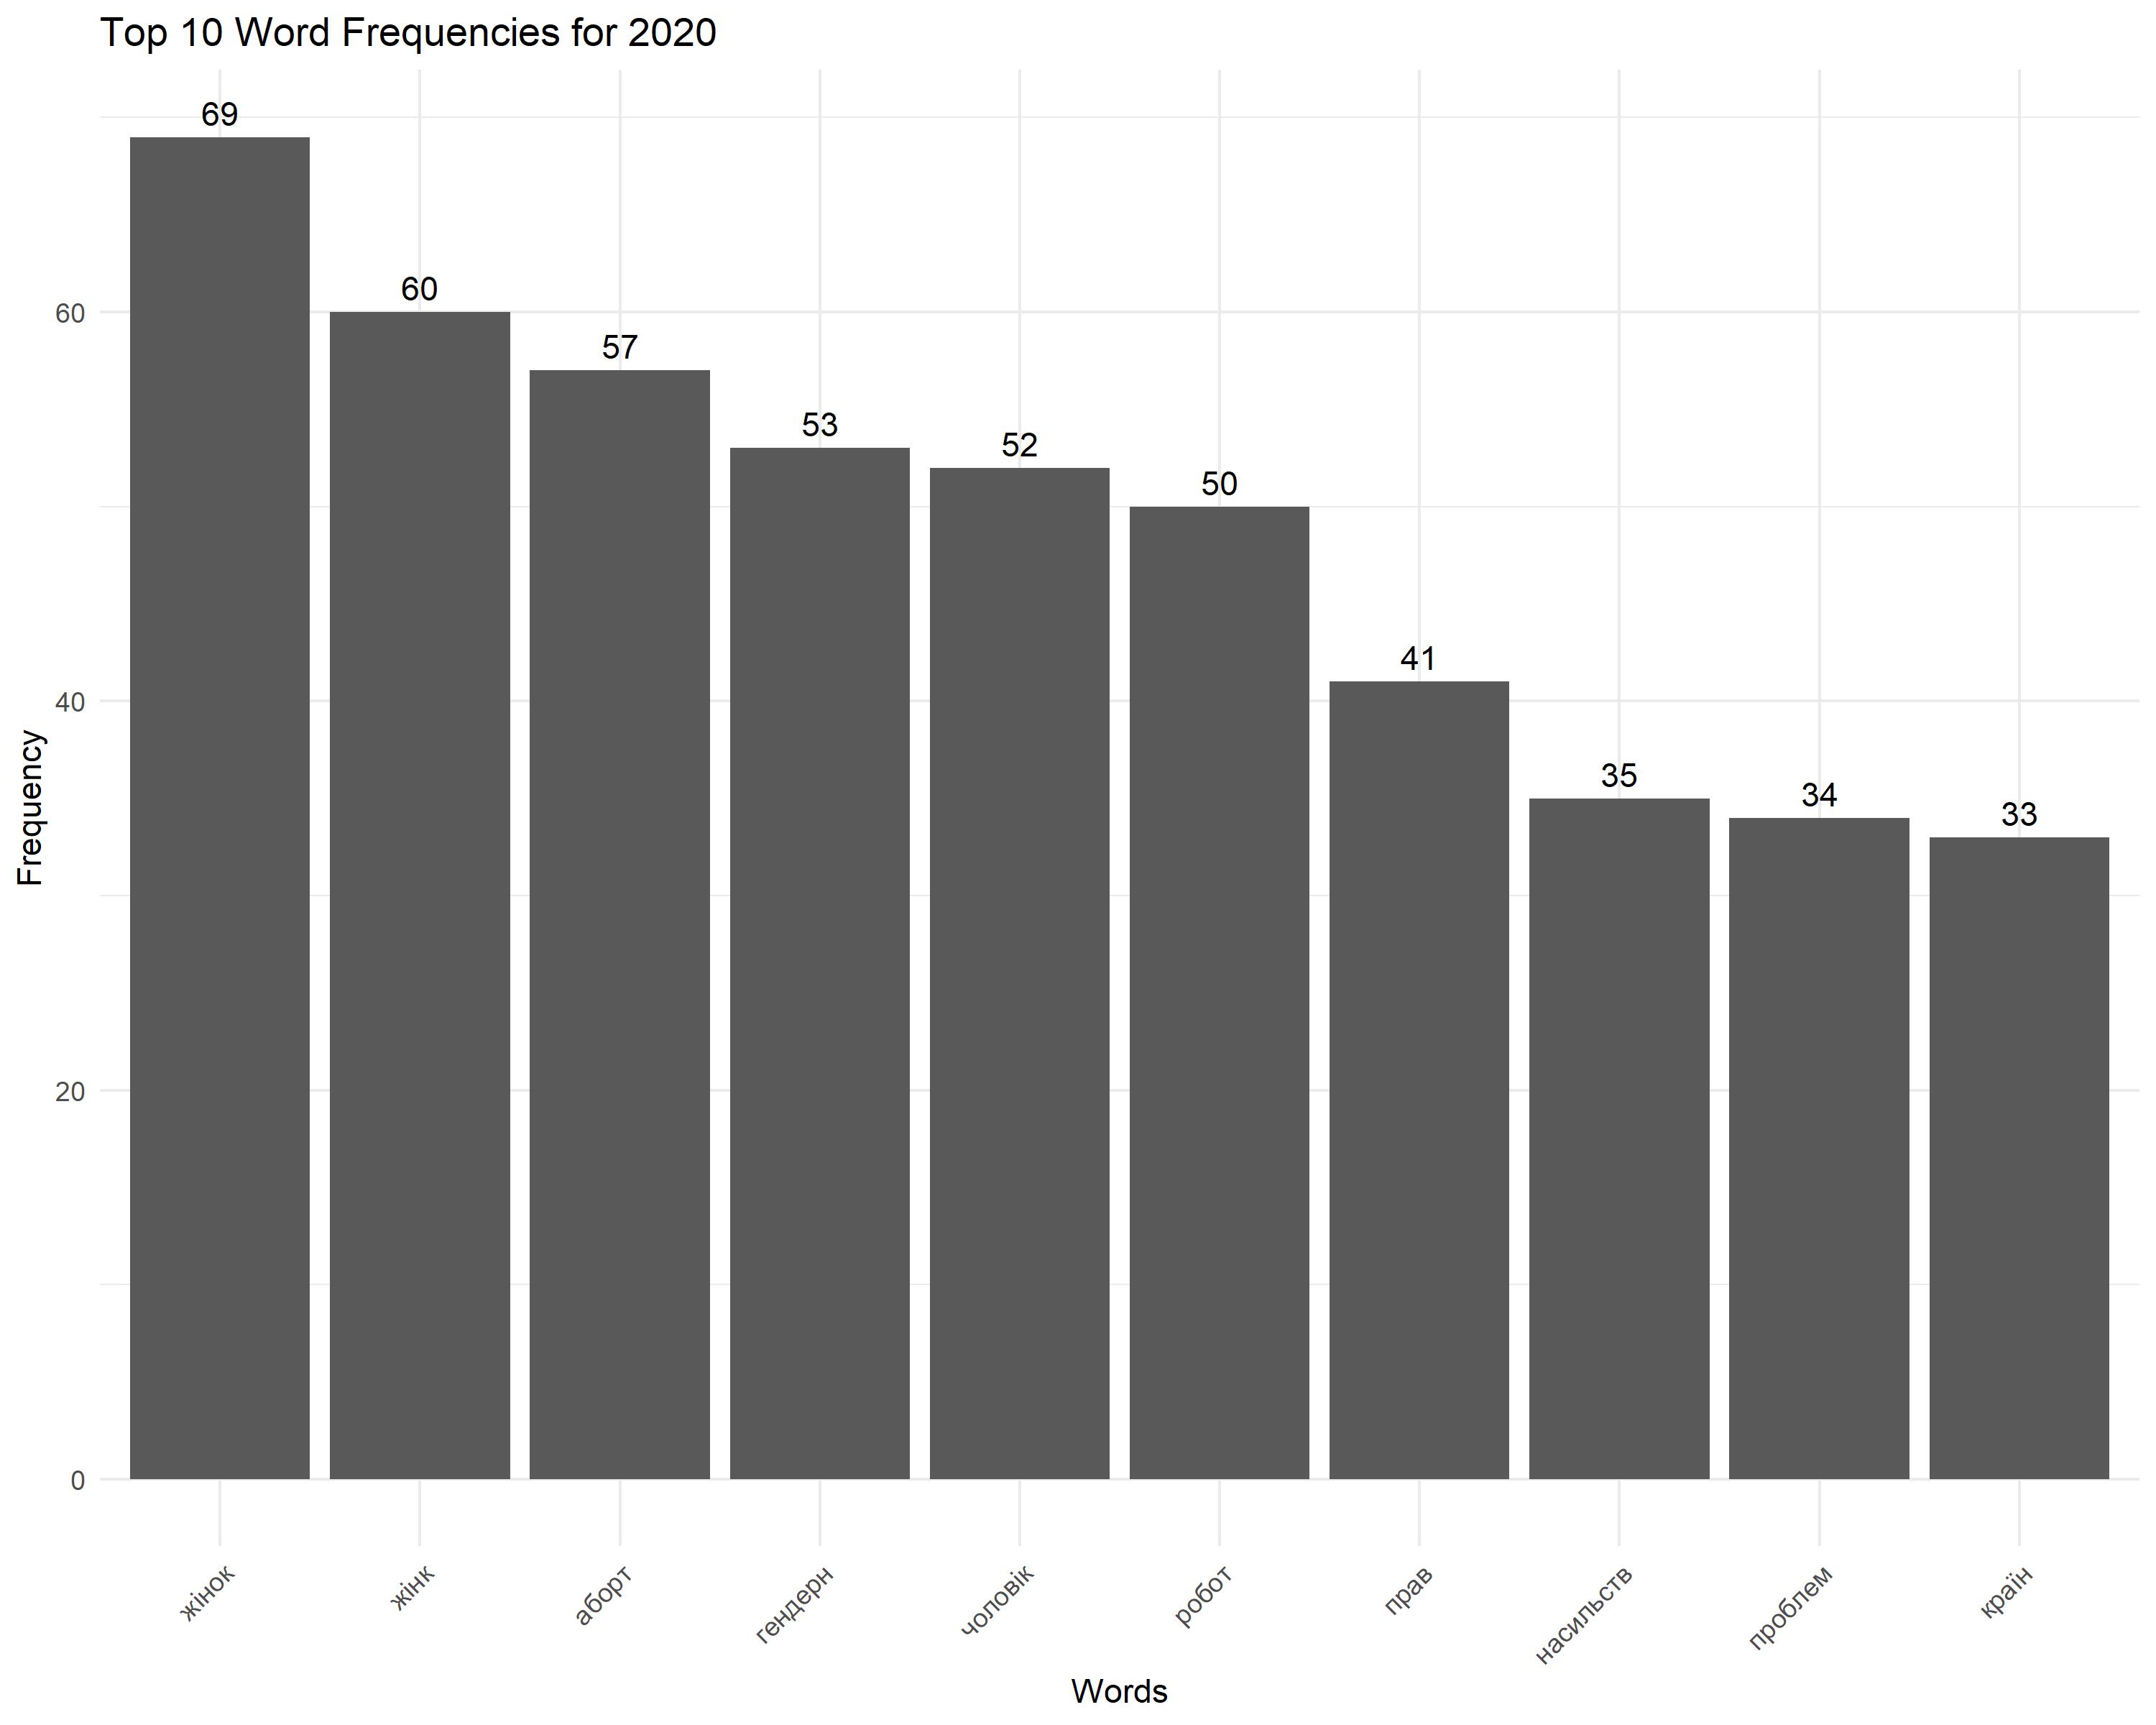 Top 10 Word Frequencies for 2020
69
60
57
53
52
50
41
35
34
33
60
40
20
0
Frequency
жінок
жінк
аборт
гендерн
чоловік
робот
прав
насильств
проблем
країн
Words